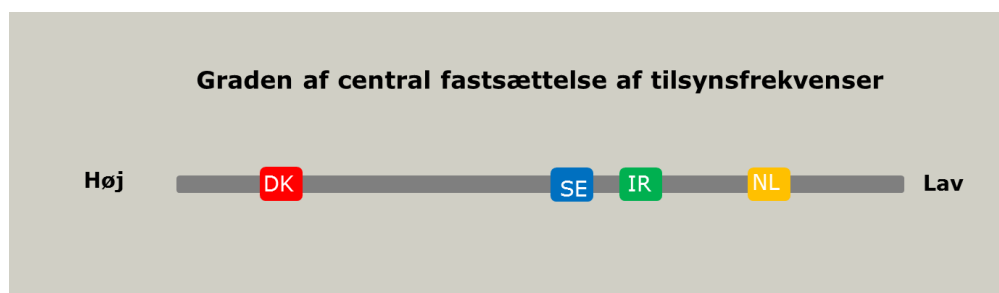 Graden af central fastsættelse af tilsynsfrekvenser
Høj DK SE IR NL Lav